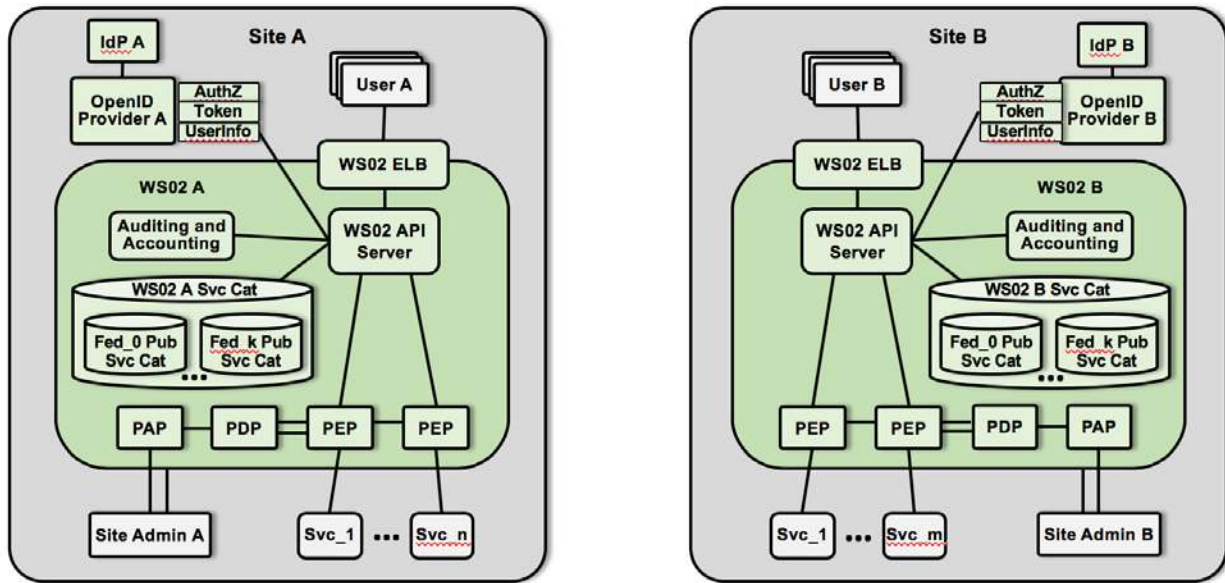 Site A
IdP A
OpenID
Provider A
AuthZ
Token
UserInfo
User A
WS02 ELB
WS02 A
Auditing and
Accounting
WS02 API
Server
WS02 A Svc Cat
Fed_0 Pub
Svc Cat
Fed_k Pub
Svc Cat
...
PAP
PDP
PEP
PEP
Site Admin A
Svc_1
...
Svc_n
Site B
IdP B
User B
AuthZ
Token
UserInfo
OpenID
Provider B
WS02 ELB
WS02 B
WS02 API
Server
Auditing and
Accounting
WS02 B Svc Cat
Fed_0 Pub
Svc Cat
Fed_k Pub
Svc Cat
...
PEP
PEP
PDP
PAP
Svc_1
...
Svc_m
Site Admin B